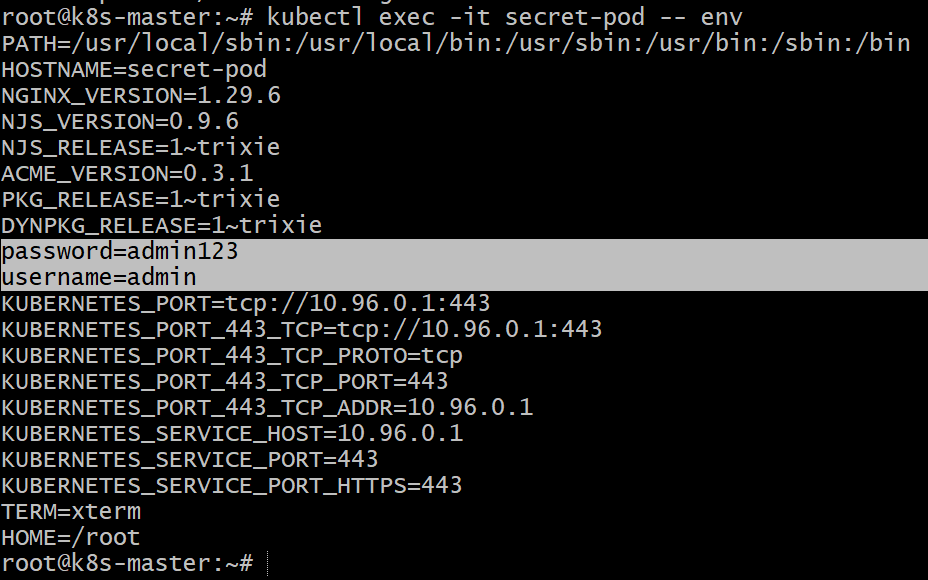 root@k8s-master:~# kubectl exec -it secret-pod -- env
PATH=/usr/local/sbin:/usr/local/bin:/usr/sbin:/usr/bin:/sbin:/bin
HOSTNAME=secret-pod
NGINX_VERSION=1.29.6
NJS_VERSION=0.9.6
NJS_RELEASE=1~trixie
ACME_VERSION=0.3.1
PKG_RELEASE=1~trixie
DYNPKG_RELEASE=1~trixie
password=admin123
username=admin
KUBERNETES_PORT=tcp://10.96.0.1:443
KUBERNETES_PORT_443_TCP=tcp://10.96.0.1:443
KUBERNETES_PORT_443_TCP_PROTO=tcp
KUBERNETES_PORT_443_TCP_PORT=443
KUBERNETES_PORT_443_TCP_ADDR=10.96.0.1
KUBERNETES_SERVICE_HOST=10.96.0.1
KUBERNETES_SERVICE_PORT=443
KUBERNETES_SERVICE_PORT_HTTPS=443
TERM=xterm
HOME=/root
root@k8s-master:~#